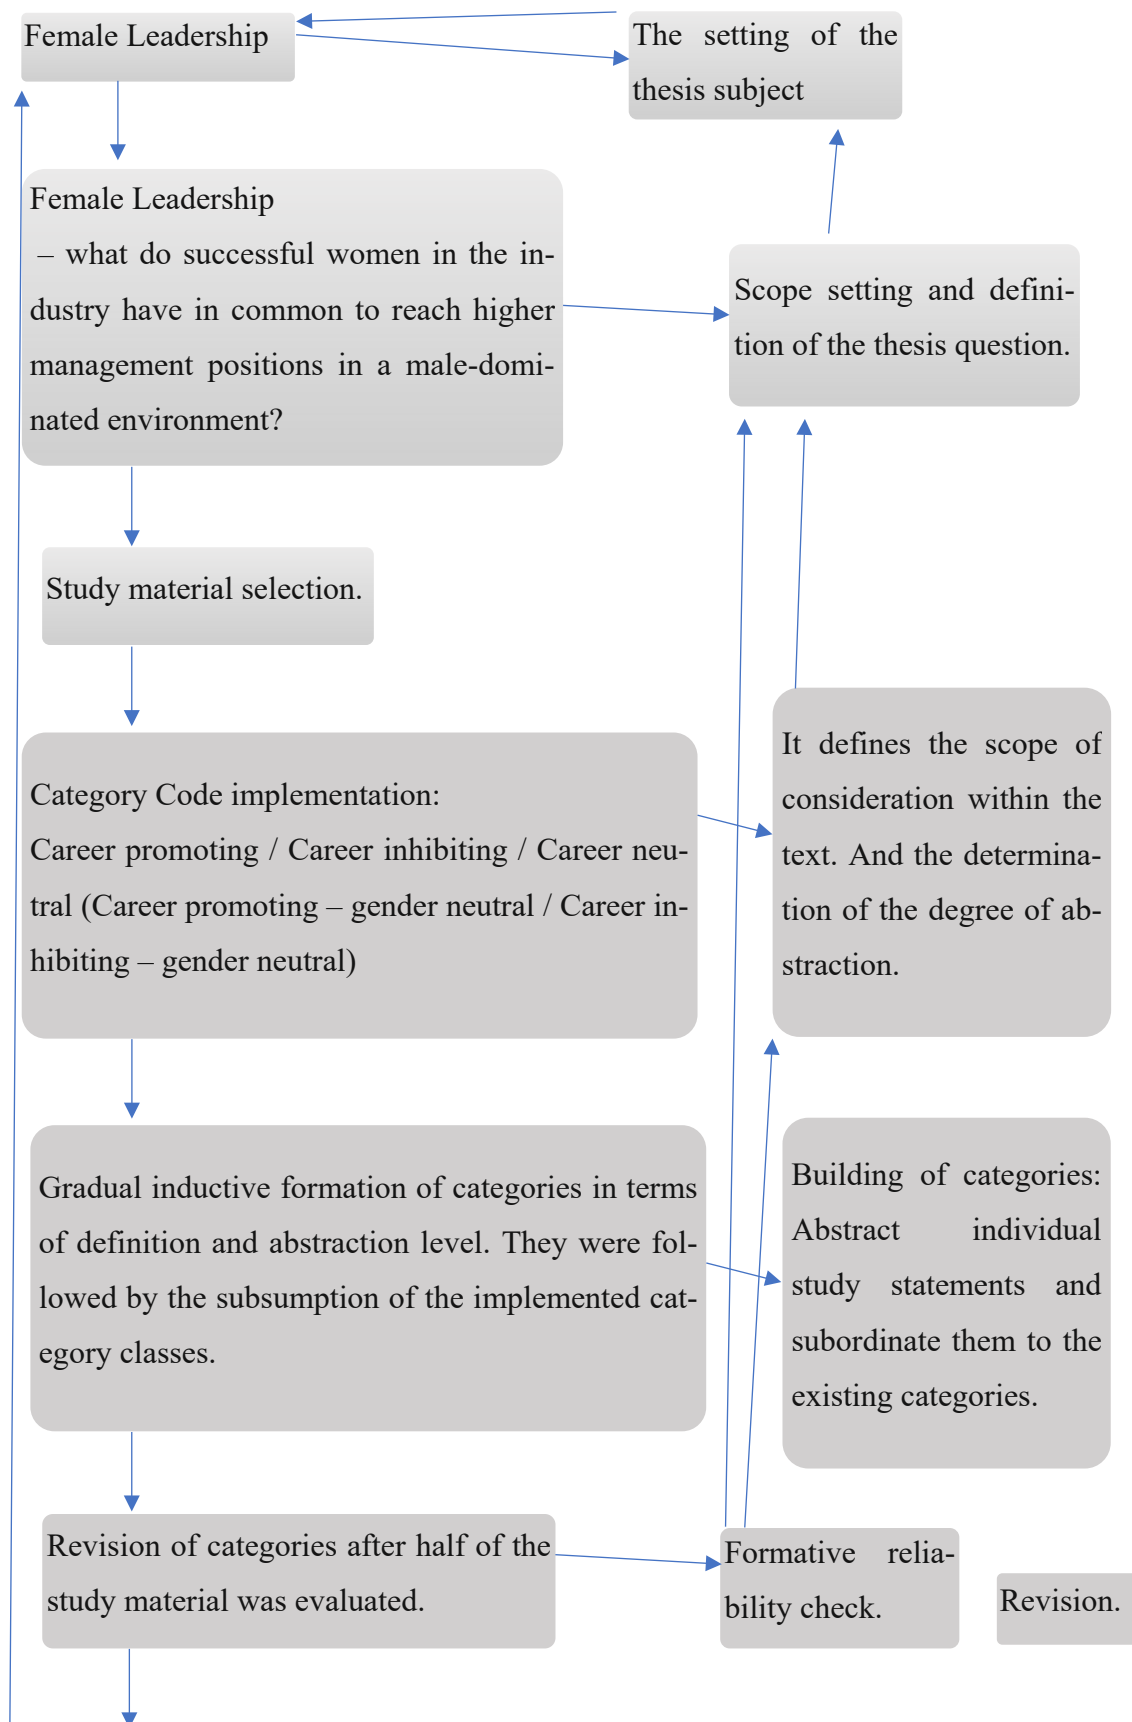 Female Leadership
The setting of the
thesis subject
Female Leadership
– what do successful women in the in-
dustry have in common to reach higher
management positions in a male-domi-
nated environment?
Scope setting and defini-
tion of the thesis question.
Study material selection.
Category Code implementation:
Career promoting / Career inhibiting / Career neu-
tral (Career promoting – gender neutral / Career in-
hibiting – gender neutral)
It defines the scope of
consideration within the
text. And the determina-
tion of the degree of ab-
straction.
Gradual inductive formation of categories in terms
of definition and abstraction level. They were fol-
lowed by the subsumption of the implemented cat-
egory classes.
Building of categories:
Abstract individual
study statements and
subordinate them to the
existing categories.
Revision of categories after half of the
study material was evaluated.
Formative relia-
bility check.
Revision.